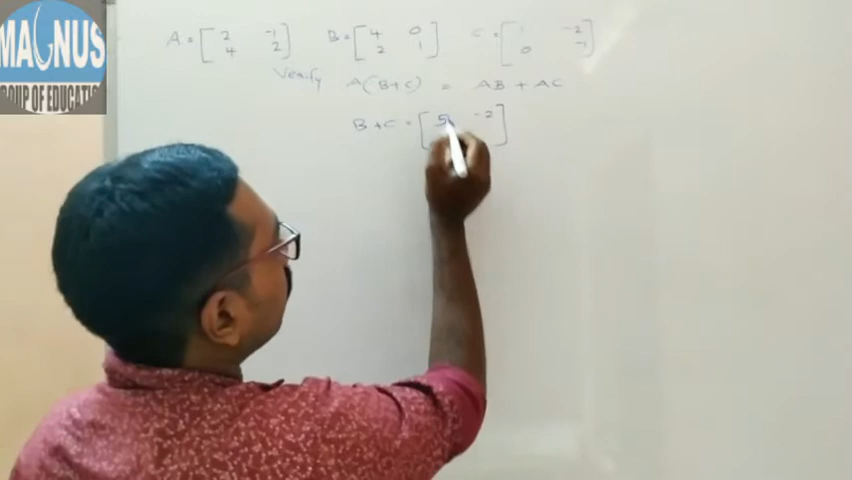 MAGNUS
GROUP OF EDUCATION
A = [2 -1 B = [4 0 C = [1 -2
4 2] 2 1] 0 -1]
Verify A(B+C) = AB + AC
B+C = [5 -2]